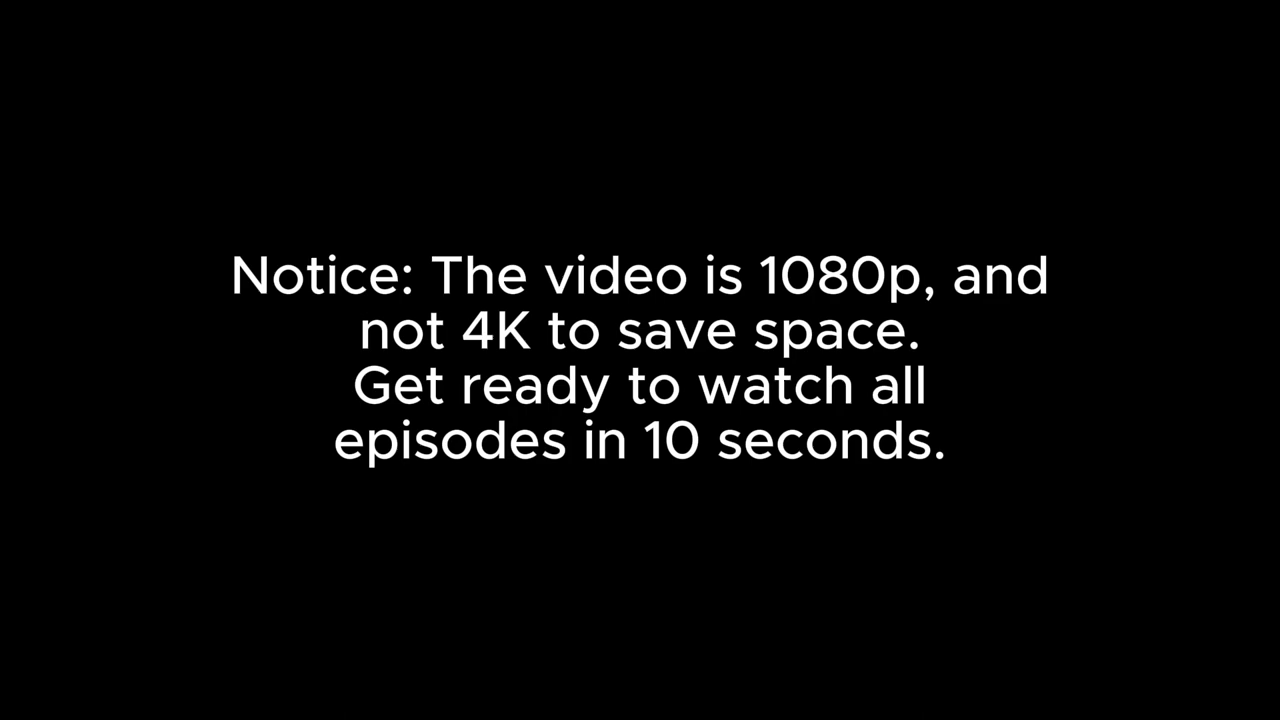 Notice: The video is 1080p, and
not 4K to save space.
Get ready to watch all
episodes in 10 seconds.